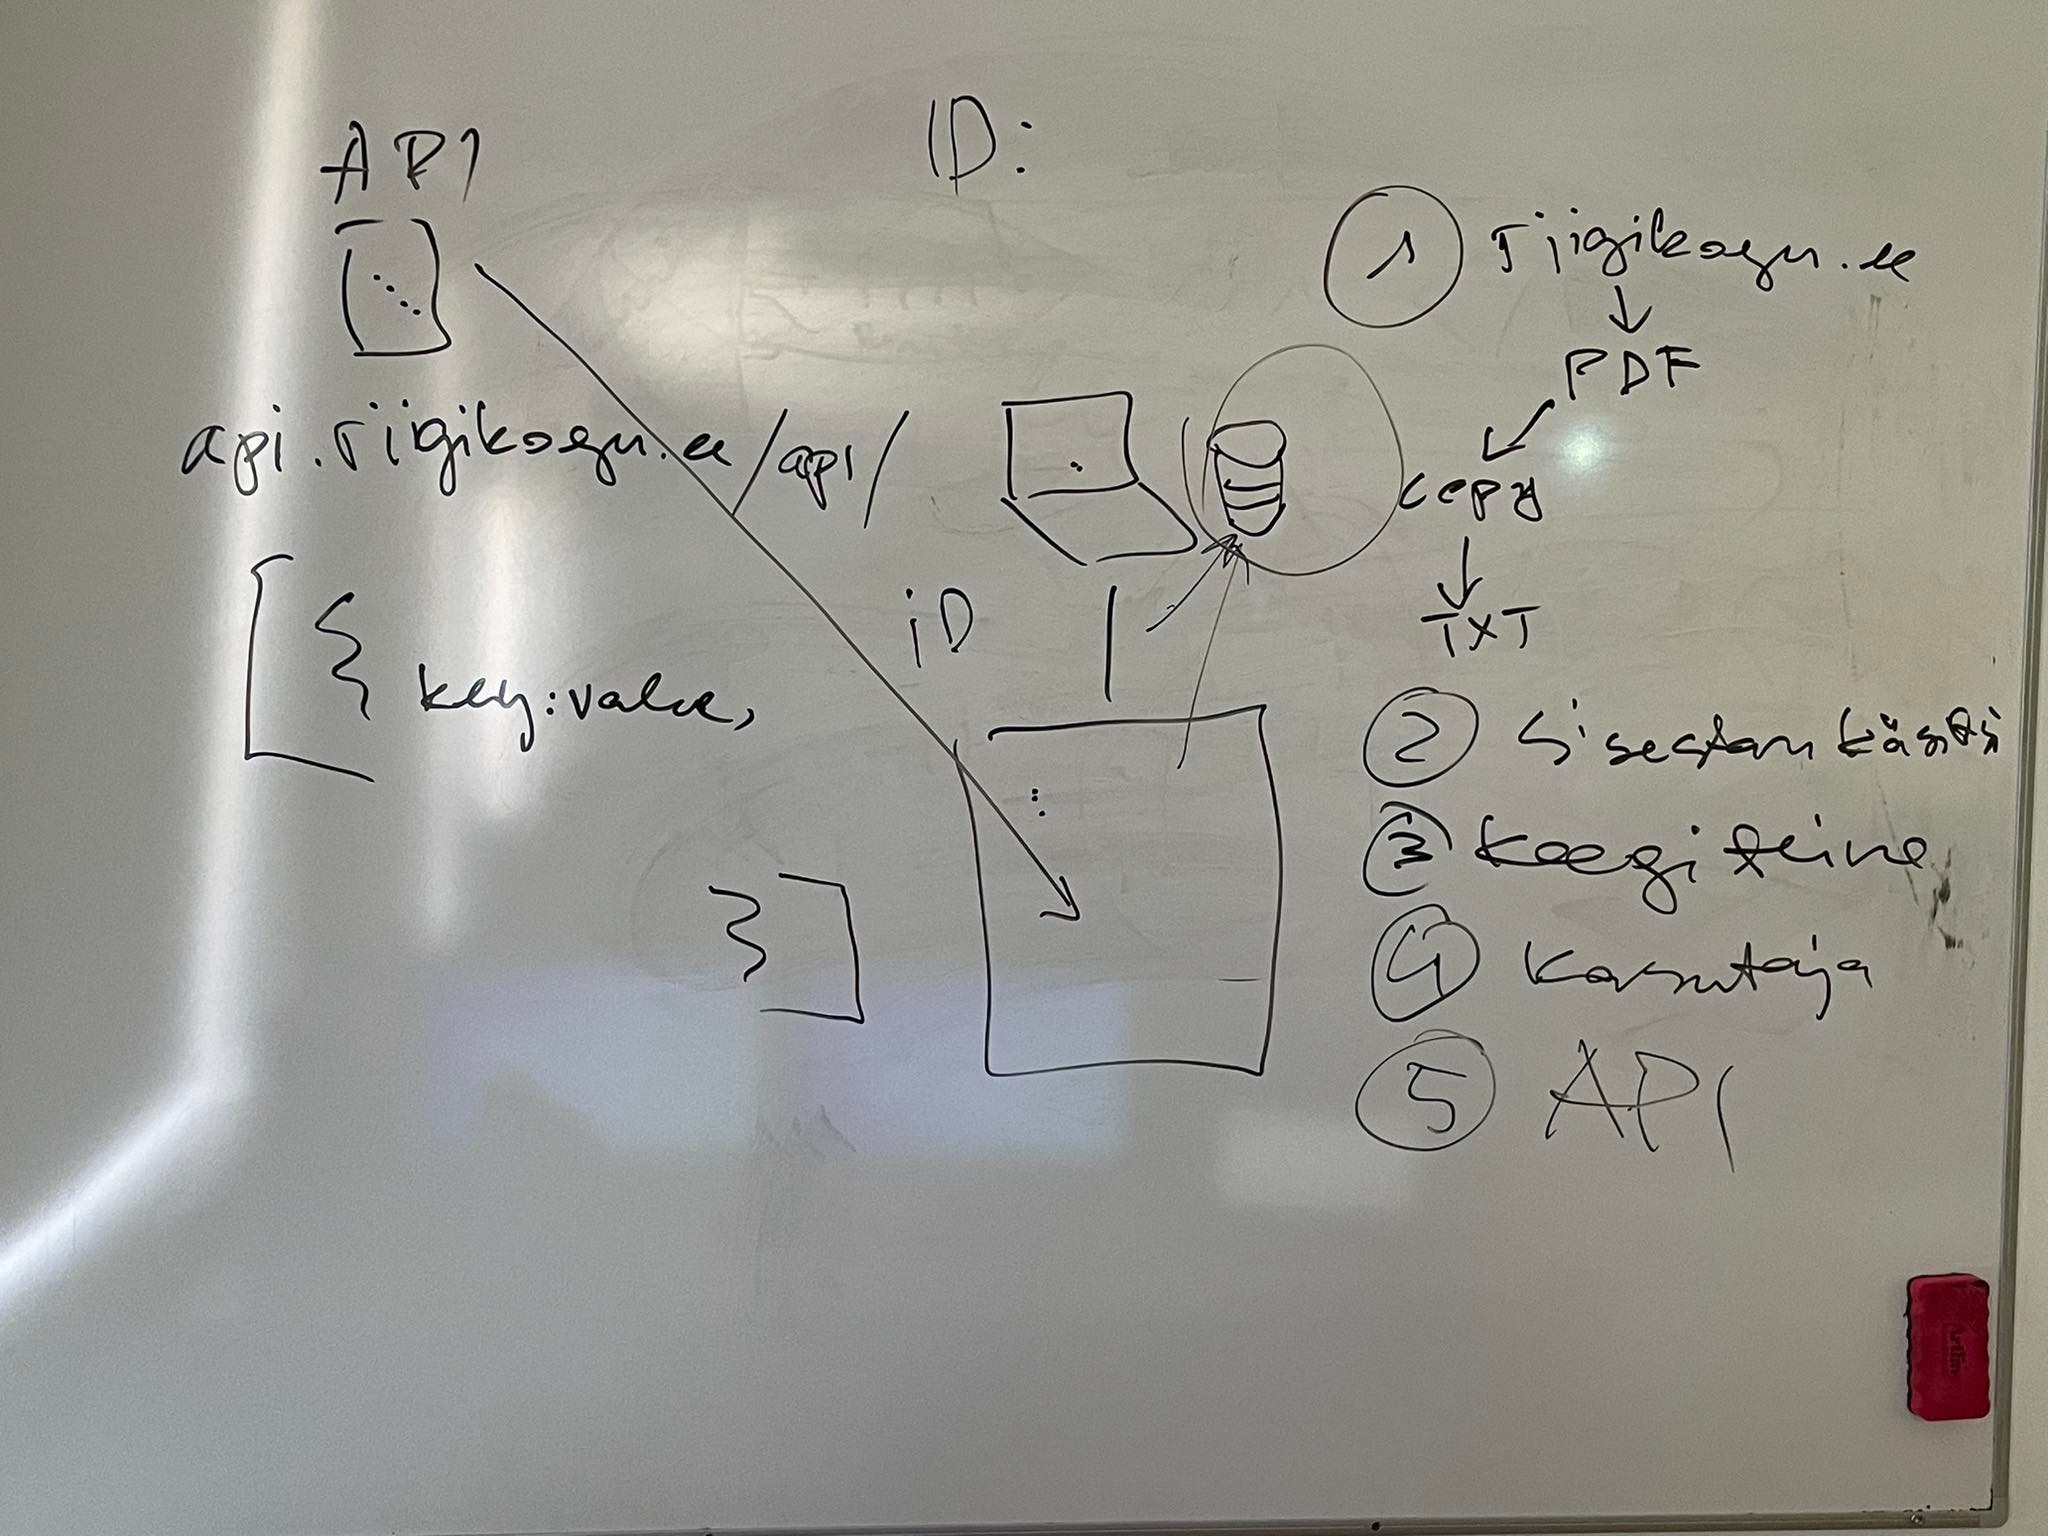 API
ID:
api.riigikogu.ee/api/
[ {
key:value,
} ]
iD
1 riigikogu.ee
↓
PDF
↙
copy
↓
TXT
2 Sisestan käsitsi
3 Keegi teine
4 Kasutaja
5 API